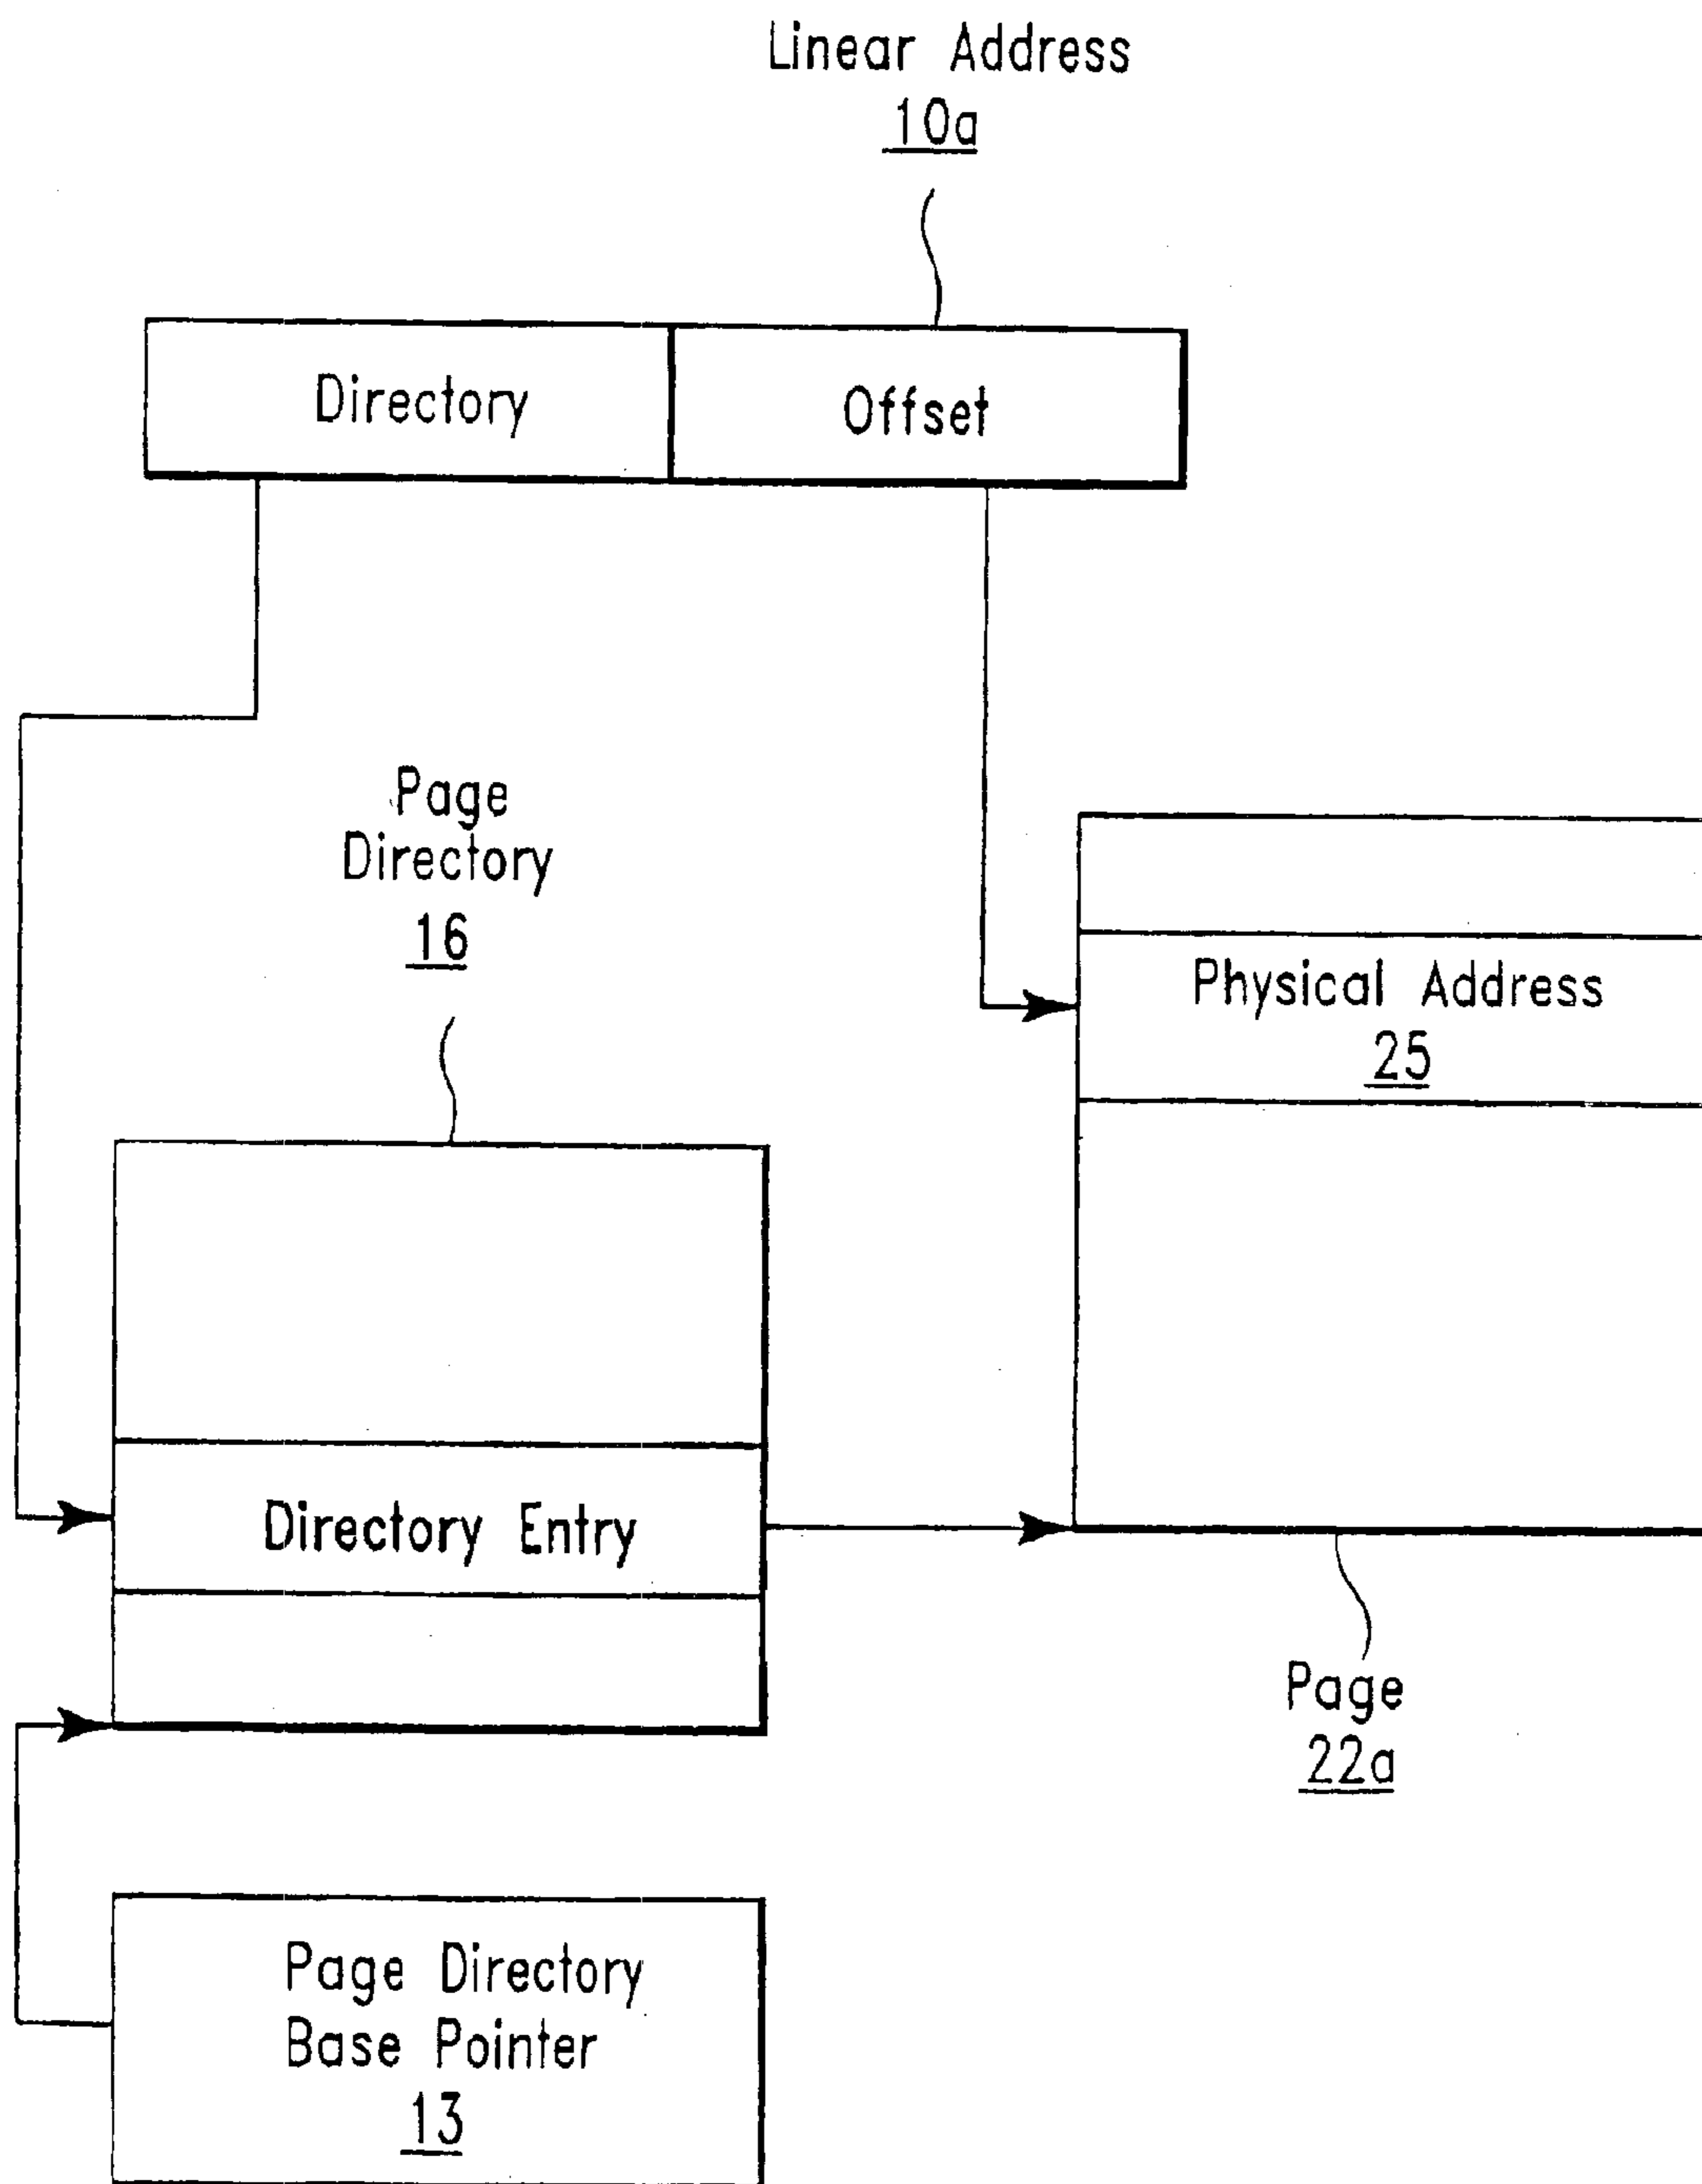 Linear Address
10a
Directory
Offset
Page
Directory
16
Physical Address
25
Directory Entry
Page
22a
Page Directory
Base Pointer
13